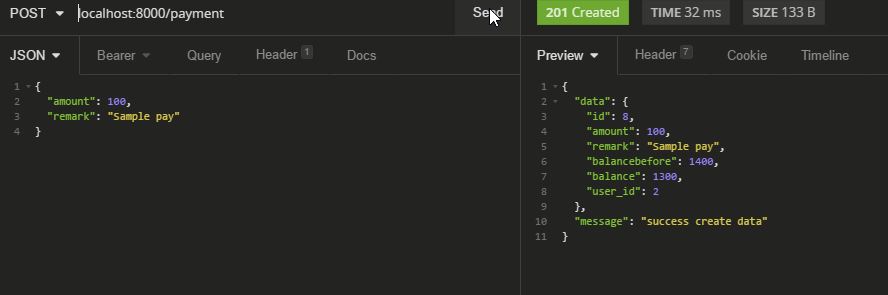 POST localhost:8000/payment Send 201 Created TIME 32 ms SIZE 133 B
JSON Bearer Query Header 1 Docs Preview Header 7 Cookie Timeline
1 {
2 "amount": 100,
3 "remark": "Sample pay"
4 }
1 {
2 "data": {
3 "id": 8,
4 "amount": 100,
5 "remark": "Sample pay",
6 "balancebefore": 1400,
7 "balance": 1300,
8 "user_id": 2
9 },
10 "message": "success create data"
11 }